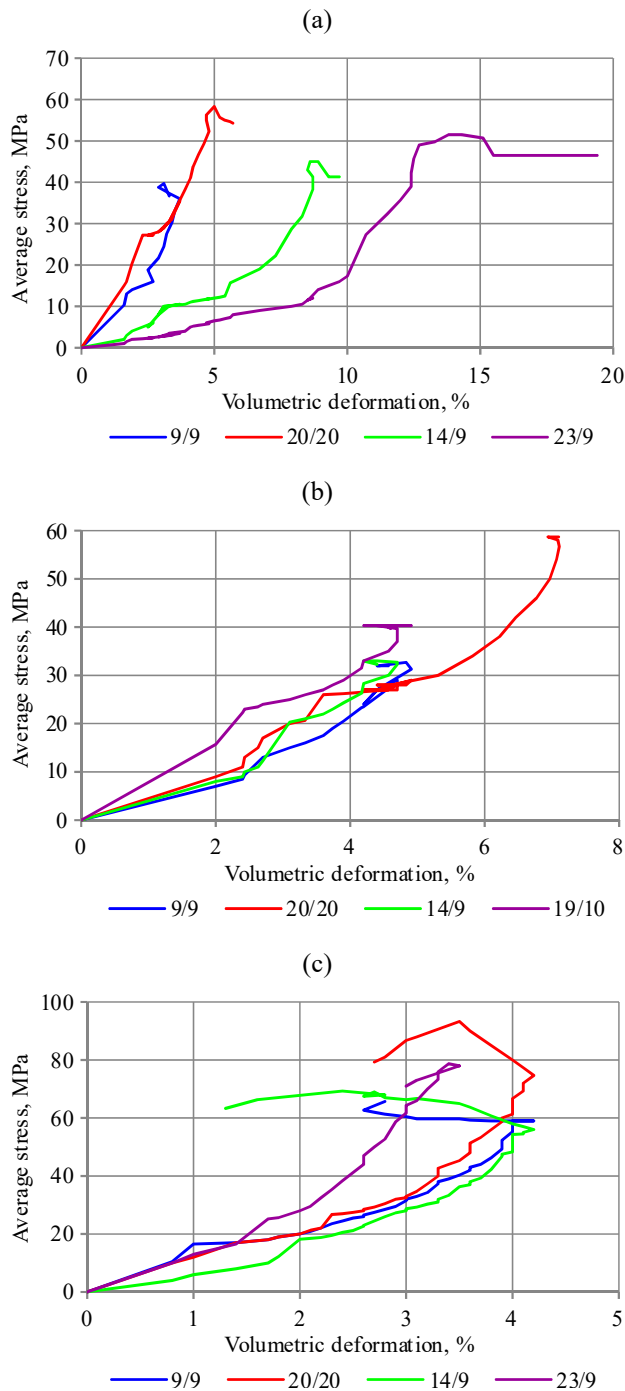 (a)
Average stress, MPa
70
60
50
40
30
20
10
0
0 5 10 15 20
Volumetric deformation, %
9/9 20/20 14/9 23/9
(b)
Average stress, MPa
60
50
40
30
20
10
0
0 2 4 6 8
Volumetric deformation, %
9/9 20/20 14/9 19/10
(c)
Average stress, MPa
100
80
60
40
20
0
0 1 2 3 4 5
Volumetric deformation, %
9/9 20/20 14/9 23/9